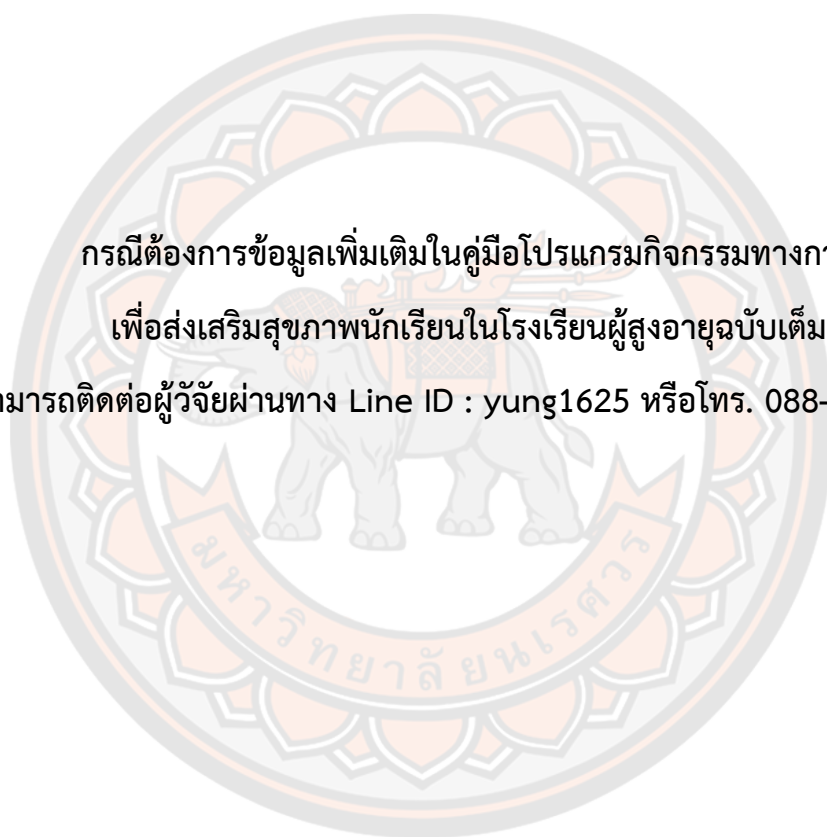 กรณีต้องการข้อมูลเพิ่มเติมในคู่มือโปรแกรมกิจกรรมทางกา
เพื่อส่งเสริมสุขภาพนักเรียนในโรงเรียนผู้สูงอายุฉบับเต็ม
ามารถติดต่อผู้วิจัยผ่านทาง Line ID : yung1625 หรือโทร. 088-
มหาวิทยาลัยนเรศวร